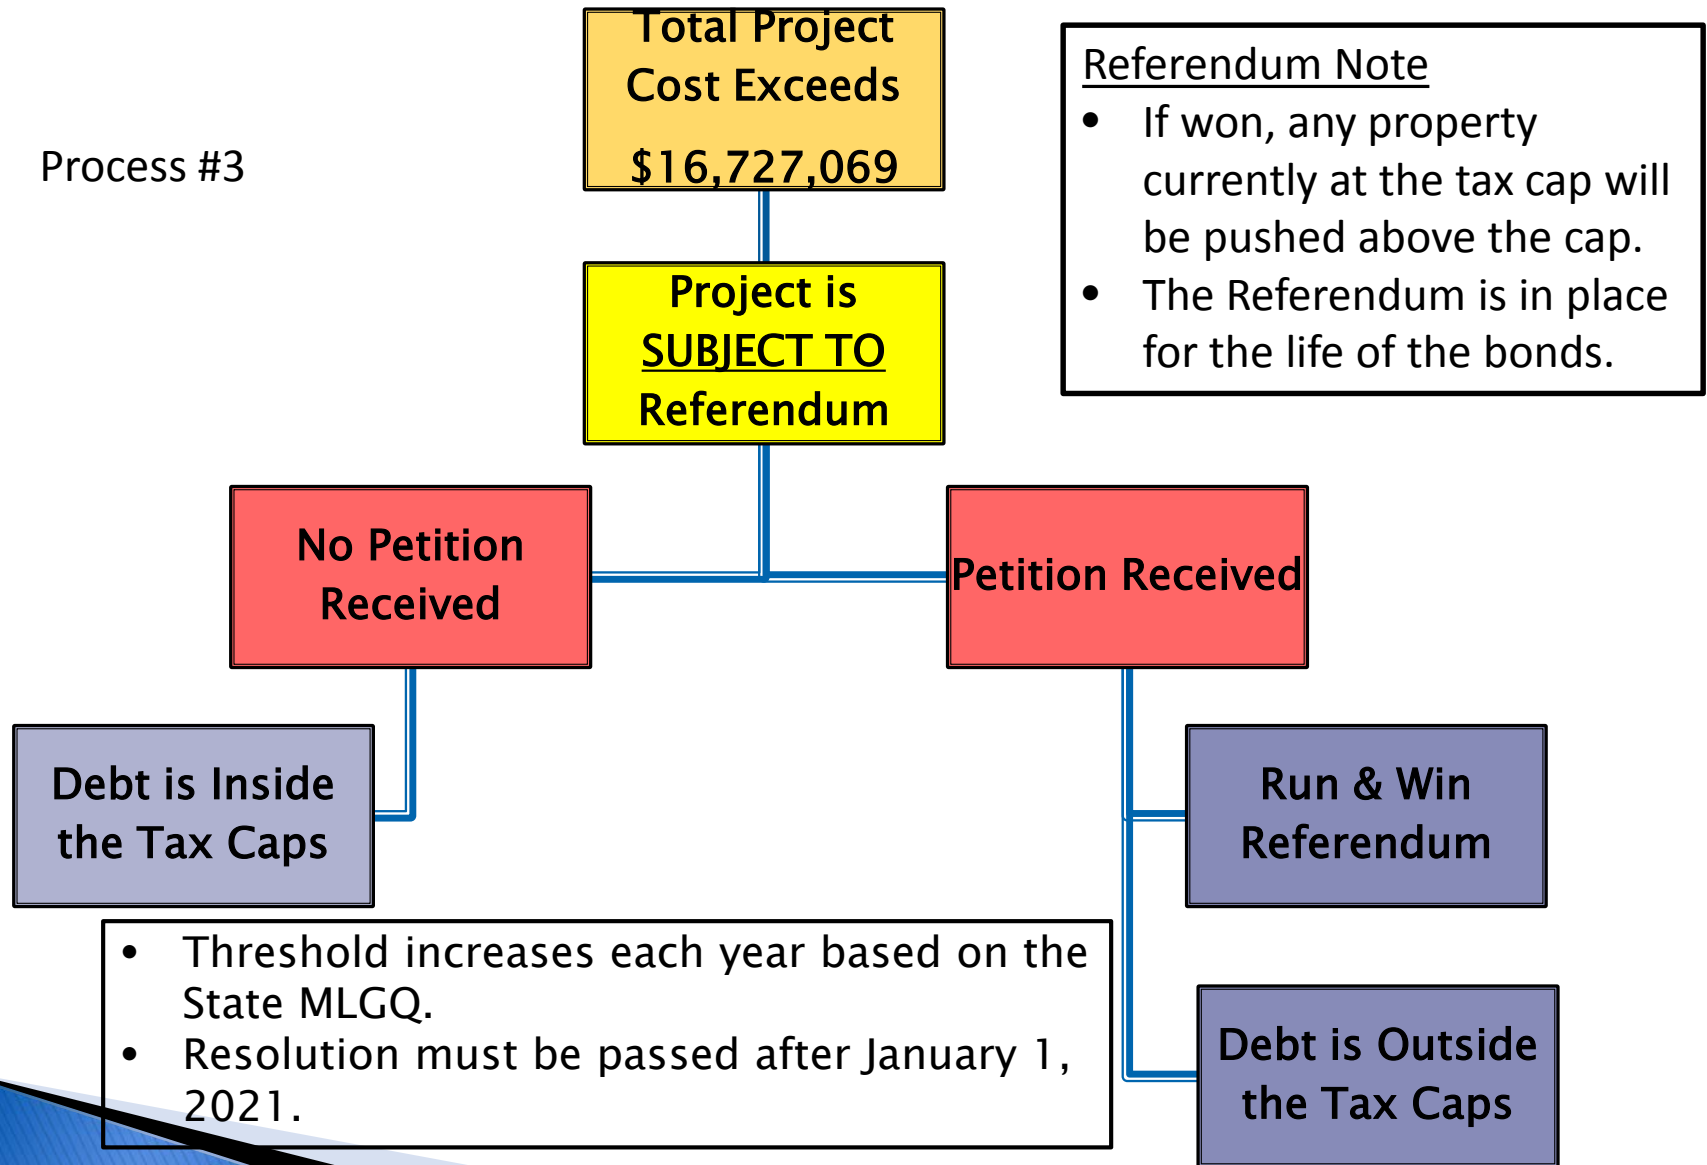 Process #3
Total Project
Cost Exceeds
$16,727,069
Referendum Note
• If won, any property
currently at the tax cap will
be pushed above the cap.
• The Referendum is in place
for the life of the bonds.
Project is
SUBJECT TO
Referendum
No Petition
Received
Petition Received
Debt is Inside
the Tax Caps
Run & Win
Referendum
• Threshold increases each year based on the
State MLGQ.
• Resolution must be passed after January 1,
2021.
Debt is Outside
the Tax Caps